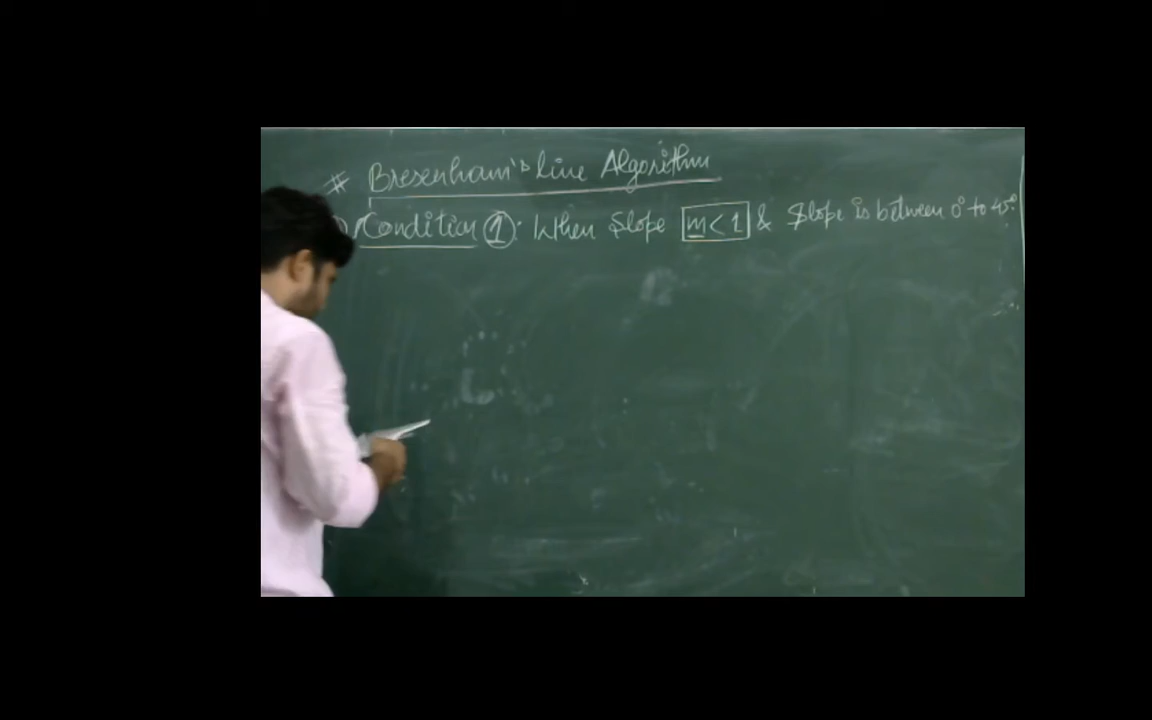 # Bresenham's line Algorithm
Condition ①: When Slope m < 1 & Slope is between 0° to 45°.